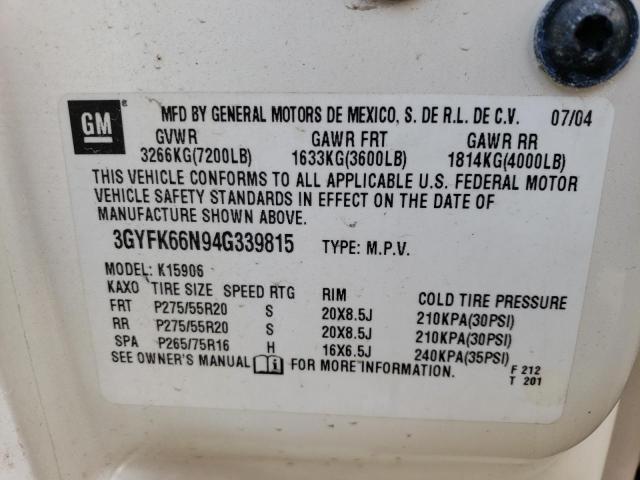 GM ® MFD BY GENERAL MOTORS DE MEXICO, S. DE R.L. DE C.V. 07/04
GVWR GAWR FRT GAWR RR
3266KG(7200LB) 1633KG(3600LB) 1814KG(4000LB)
THIS VEHICLE CONFORMS TO ALL APPLICABLE U.S. FEDERAL MOTOR
VEHICLE SAFETY STANDARDS IN EFFECT ON THE DATE OF
MANUFACTURE SHOWN ABOVE.
3GYFK66N94G339815 TYPE: M.P.V.
MODEL: K15906
KAXO TIRE SIZE SPEED RTG RIM COLD TIRE PRESSURE
FRT P275/55R20 S 20X8.5J 210KPA(30PSI)
RR P275/55R20 S 20X8.5J 210KPA(30PSI)
SPA P265/75R16 H 16X6.5J 240KPA(35PSI)
SEE OWNER'S MANUAL i FOR MORE INFORMATION.
F 212
T 201